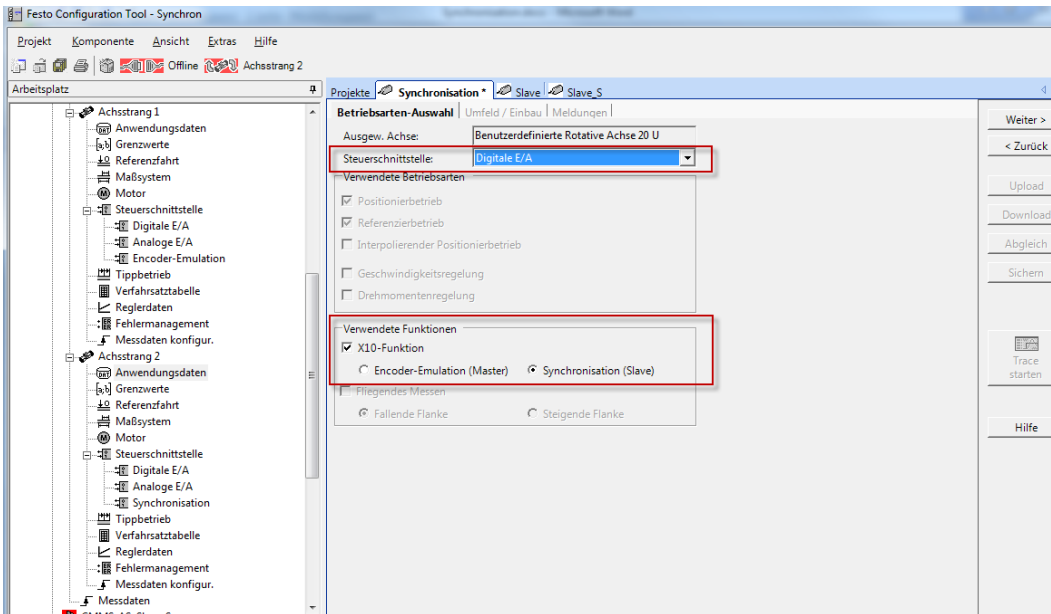 Festo Configuration Tool - Synchron
Projekt Komponente Ansicht Extras Hilfe
Offline Achsstrang 2
Arbeitsplatz
Achsstrang 1
Anwendungsdaten
Grenzwerte
Referenzfahrt
Maßsystem
Motor
Steuerschnittstelle
Digitale E/A
Analoge E/A
Encoder-Emulation
Tippbetrieb
Verfahrsatztabelle
Reglerdaten
Fehlermanagement
Messdaten konfigur.
Achsstrang 2
Anwendungsdaten
Grenzwerte
Referenzfahrt
Maßsystem
Motor
Steuerschnittstelle
Digitale E/A
Analoge E/A
Synchronisation
Tippbetrieb
Verfahrsatztabelle
Reglerdaten
Fehlermanagement
Messdaten konfigur.
Messdaten
Projekte Synchronisation * Slave Slave_S
Betriebsarten-Auswahl Umfeld / Einbau Meldungen
Ausgew. Achse: Benutzerdefinierte Rotative Achse 20 U
Steuerschnittstelle: Digitale E/A
Verwendete Betriebsarten
Positionierbetrieb
Referenzierbetrieb
Interpolierender Positionierbetrieb
Geschwindigkeitsregelung
Drehmomentenregelung
Verwendete Funktionen
X10-Funktion
Encoder-Emulation (Master) Synchronisation (Slave)
Fliegendes Messen
Fallende Flanke Steigende Flanke
Weiter >
< Zurück
Upload
Download
Abgleich
Sichern
Trace
starten
Hilfe